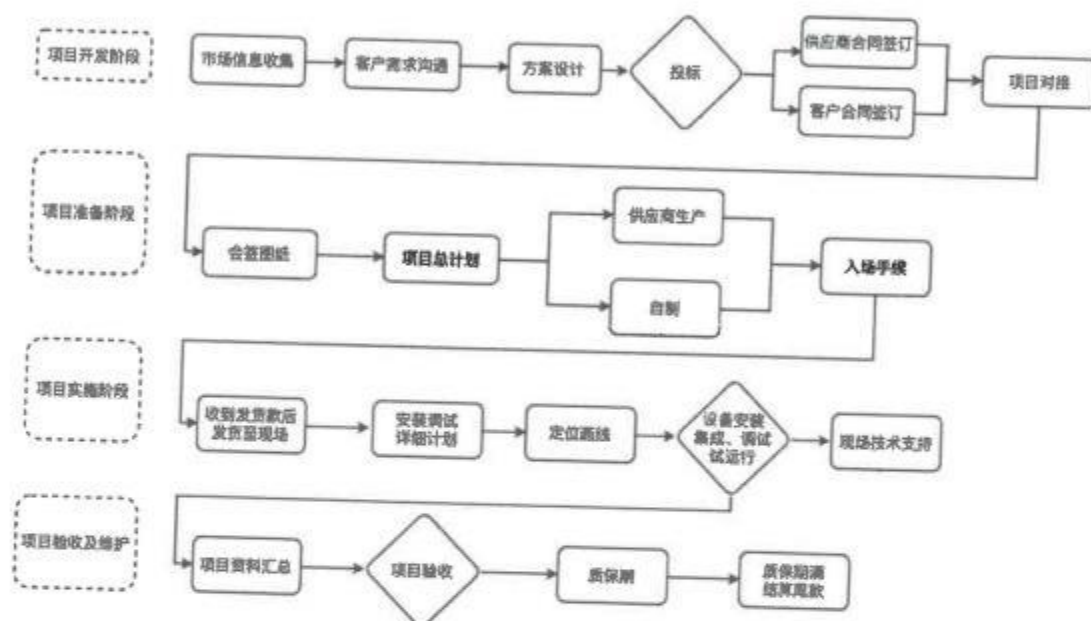 项目开发阶段
市场信息收集
客户需求沟通
方案设计
投标
供应商合同签订
客户合同签订
项目对接
项目准备阶段
会签图纸
项目总计划
供应商生产
自制
入场手续
项目实施阶段
收到发货款后
发货至现场
安装调试
详细计划
定位画线
设备安装
集成、调试
试运行
现场技术支持
项目验收及维护
项目资料汇总
项目验收
质保期
质保期满
结算尾款